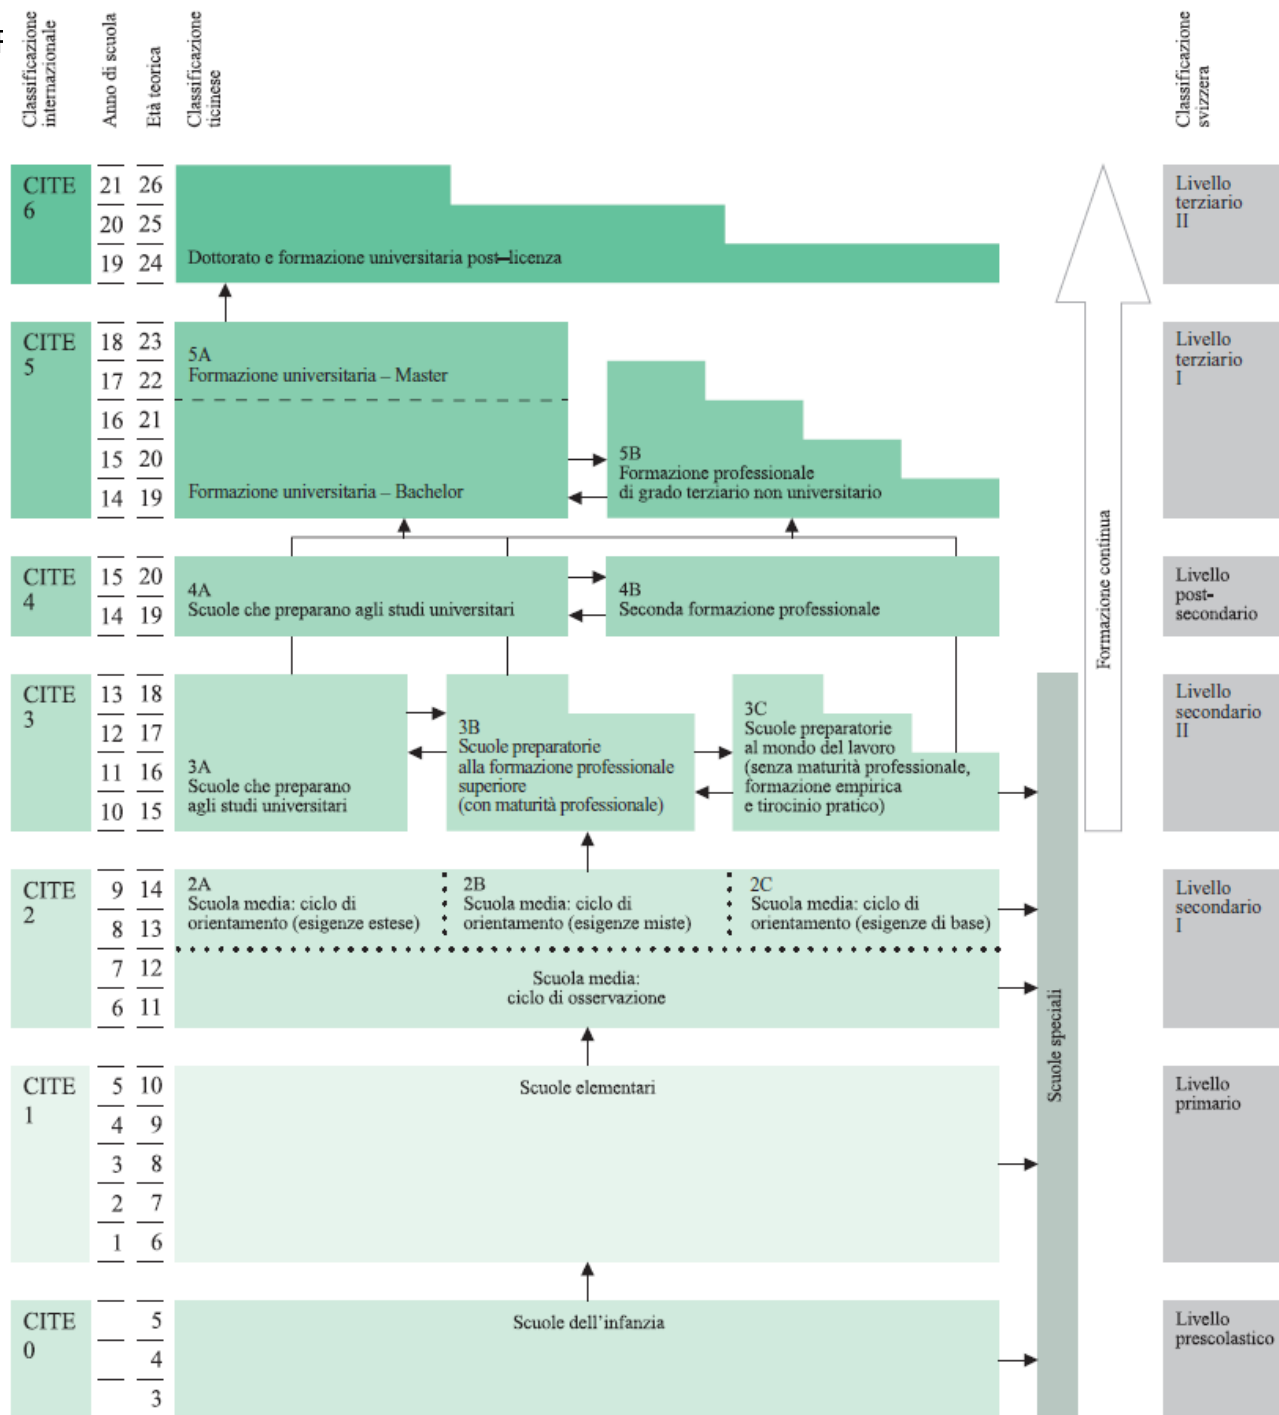 Classificazione
internazionale
Anno di scuola
Età teorica
Classificazione
ticinese
Classificazione
svizzera
CITE
6
21 26
20 25
19 24
Dottorato e formazione universitaria post–licenza
Livello
terziario
II
CITE
5
18 23
17 22
16 21
15 20
14 19
5A
Formazione universitaria – Master
Formazione universitaria – Bachelor
5B
Formazione professionale
di grado terziario non universitario
Livello
terziario
I
CITE
4
15 20
14 19
4A
Scuole che preparano agli studi universitari
4B
Seconda formazione professionale
Livello
post-
secondario
CITE
3
13 18
12 17
11 16
10 15
3A
Scuole che preparano
agli studi universitari
3B
Scuole preparatorie
alla formazione professionale
superiore
(con maturità professionale)
3C
Scuole preparatorie
al mondo del lavoro
(senza maturità professionale,
formazione empirica
e tirocinio pratico)
Formazione continua
Livello
secondario
II
CITE
2
9 14
8 13
7 12
6 11
2A
Scuola media: ciclo di
orientamento (esigenze estese)
2B
Scuola media: ciclo di
orientamento (esigenze miste)
2C
Scuola media: ciclo di
orientamento (esigenze di base)
Scuola media:
ciclo di osservazione
Scuole speciali
Livello
secondario
I
CITE
1
5 10
4 9
3 8
2 7
1 6
Scuole elementari
Livello
primario
CITE
0
5
4
3
Scuole dell’infanzia
Livello
prescolastico